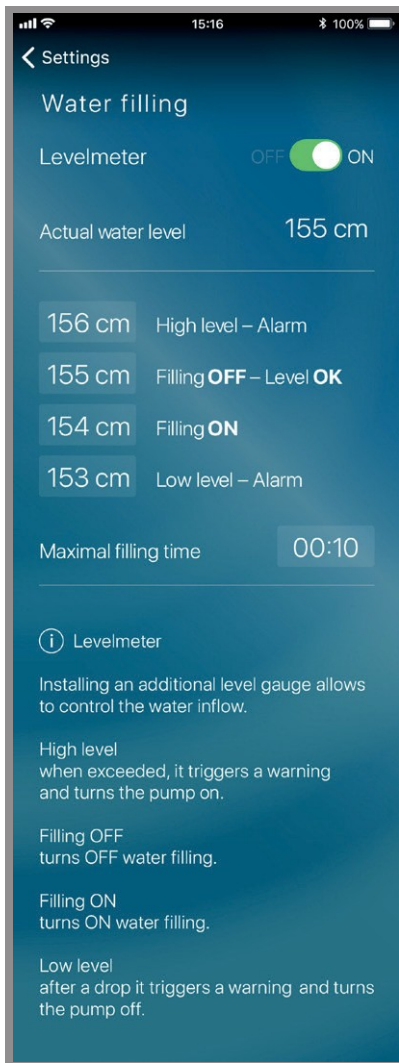 15:16 100%
Settings
Water filling
Levelmeter OFF ON
Actual water level 155 cm
156 cm High level – Alarm
155 cm Filling OFF – Level OK
154 cm Filling ON
153 cm Low level – Alarm
Maximal filling time 00:10
i Levelmeter
Installing an additional level gauge allows
to control the water inflow.
High level
when exceeded, it triggers a warning
and turns the pump on.
Filling OFF
turns OFF water filling.
Filling ON
turns ON water filling.
Low level
after a drop it triggers a warning and turns
the pump off.